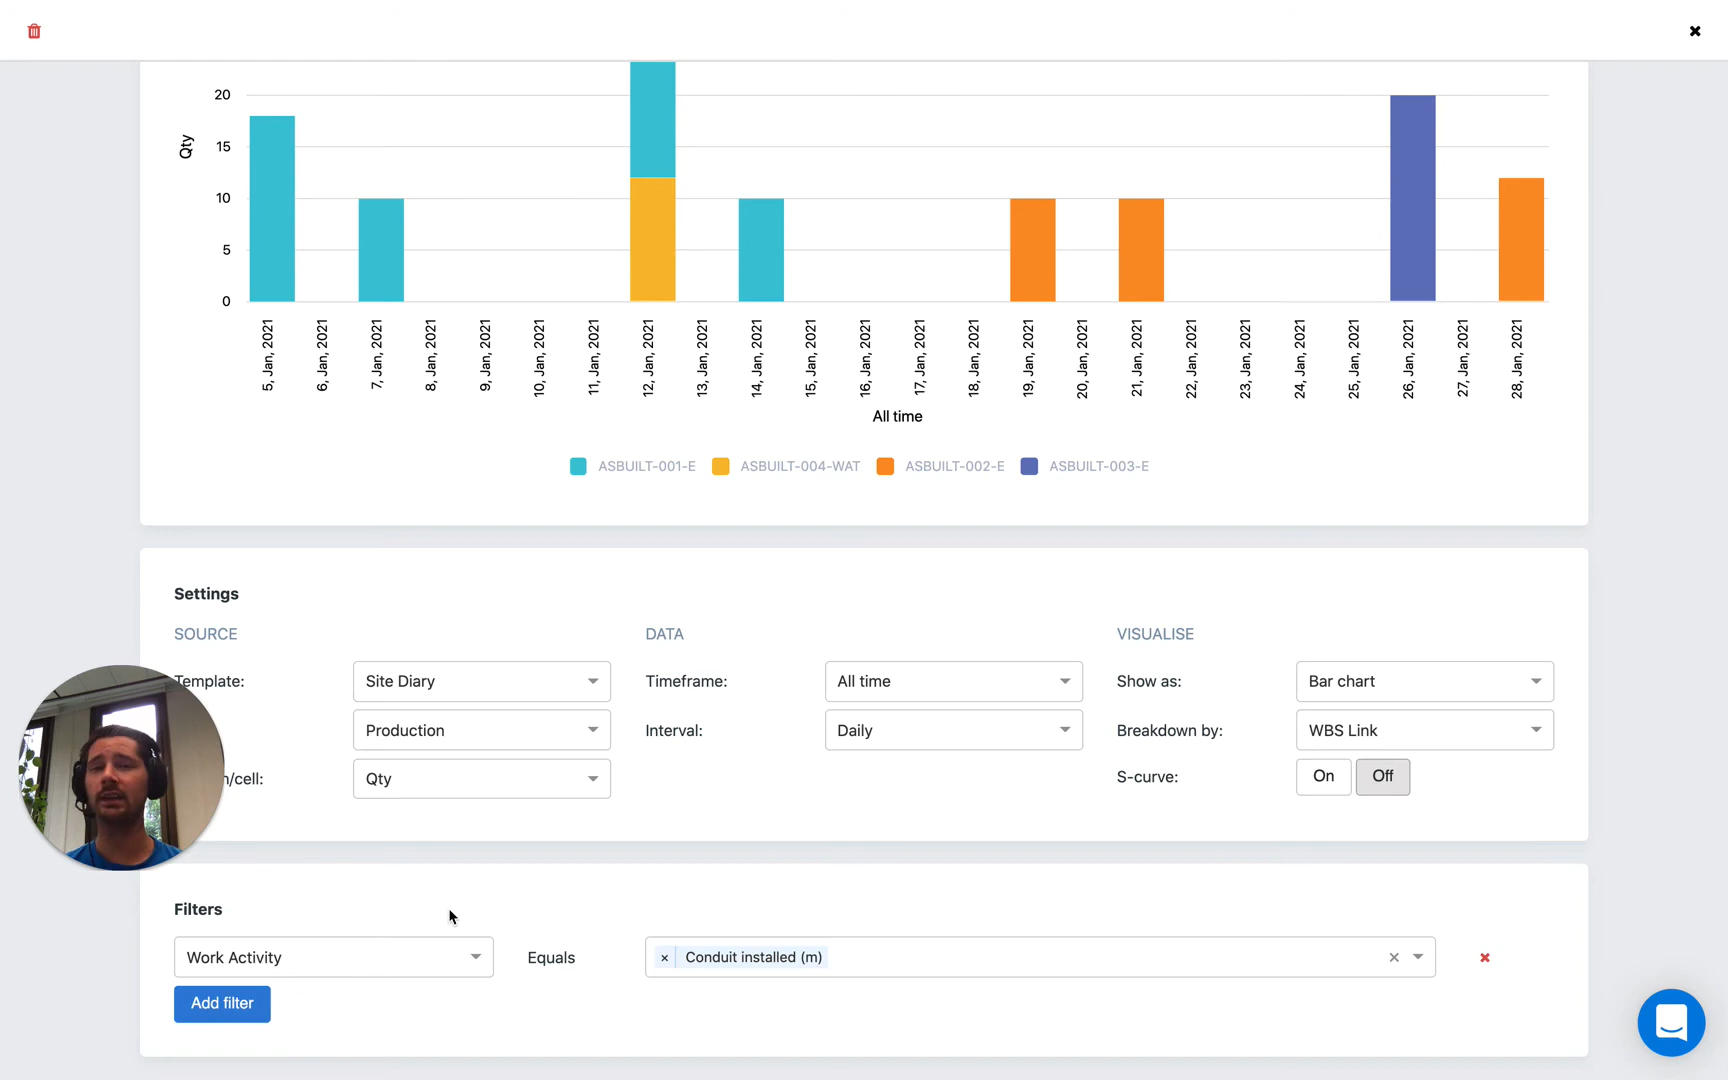 20
15
10
5
0
Qty
5, Jan, 2021
6, Jan, 2021
7, Jan, 2021
8, Jan, 2021
9, Jan, 2021
10, Jan, 2021
11, Jan, 2021
12, Jan, 2021
13, Jan, 2021
14, Jan, 2021
15, Jan, 2021
16, Jan, 2021
17, Jan, 2021
18, Jan, 2021
19, Jan, 2021
20, Jan, 2021
21, Jan, 2021
22, Jan, 2021
23, Jan, 2021
24, Jan, 2021
25, Jan, 2021
26, Jan, 2021
27, Jan, 2021
28, Jan, 2021
All time
ASBUILT-001-E ASBUILT-004-WAT ASBUILT-002-E ASBUILT-003-E
Settings
SOURCE DATA VISUALISE
Template: Site Diary Timeframe: All time Show as: Bar chart
Production Interval: Daily Breakdown by: WBS Link
/cell: Qty S-curve: On Off
Filters
Work Activity Equals × Conduit installed (m)
Add filter